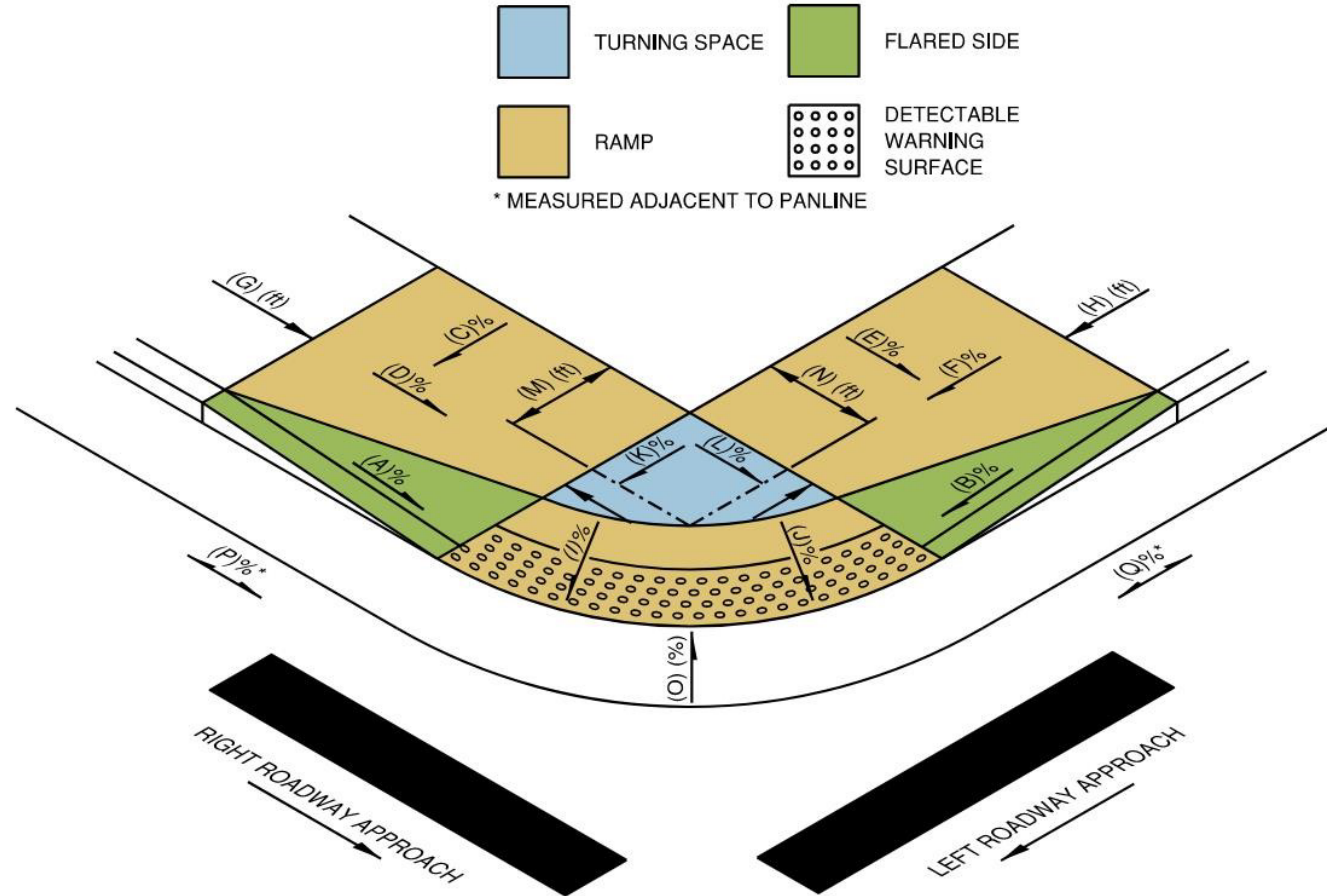 TURNING SPACE
FLARED SIDE
RAMP
DETECTABLE
WARNING
SURFACE
* MEASURED ADJACENT TO PANLINE
(G) (ft)
(H) (ft)
(C)%
(E)%
(D)%
(M) (ft)
(N) (ft)
(F)%
(K)%
(L)%
(A)%
(B)%
(I)%
(J)%
(P)%*
(Q)%*
(O) (%)
RIGHT ROADWAY APPROACH
LEFT ROADWAY APPROACH